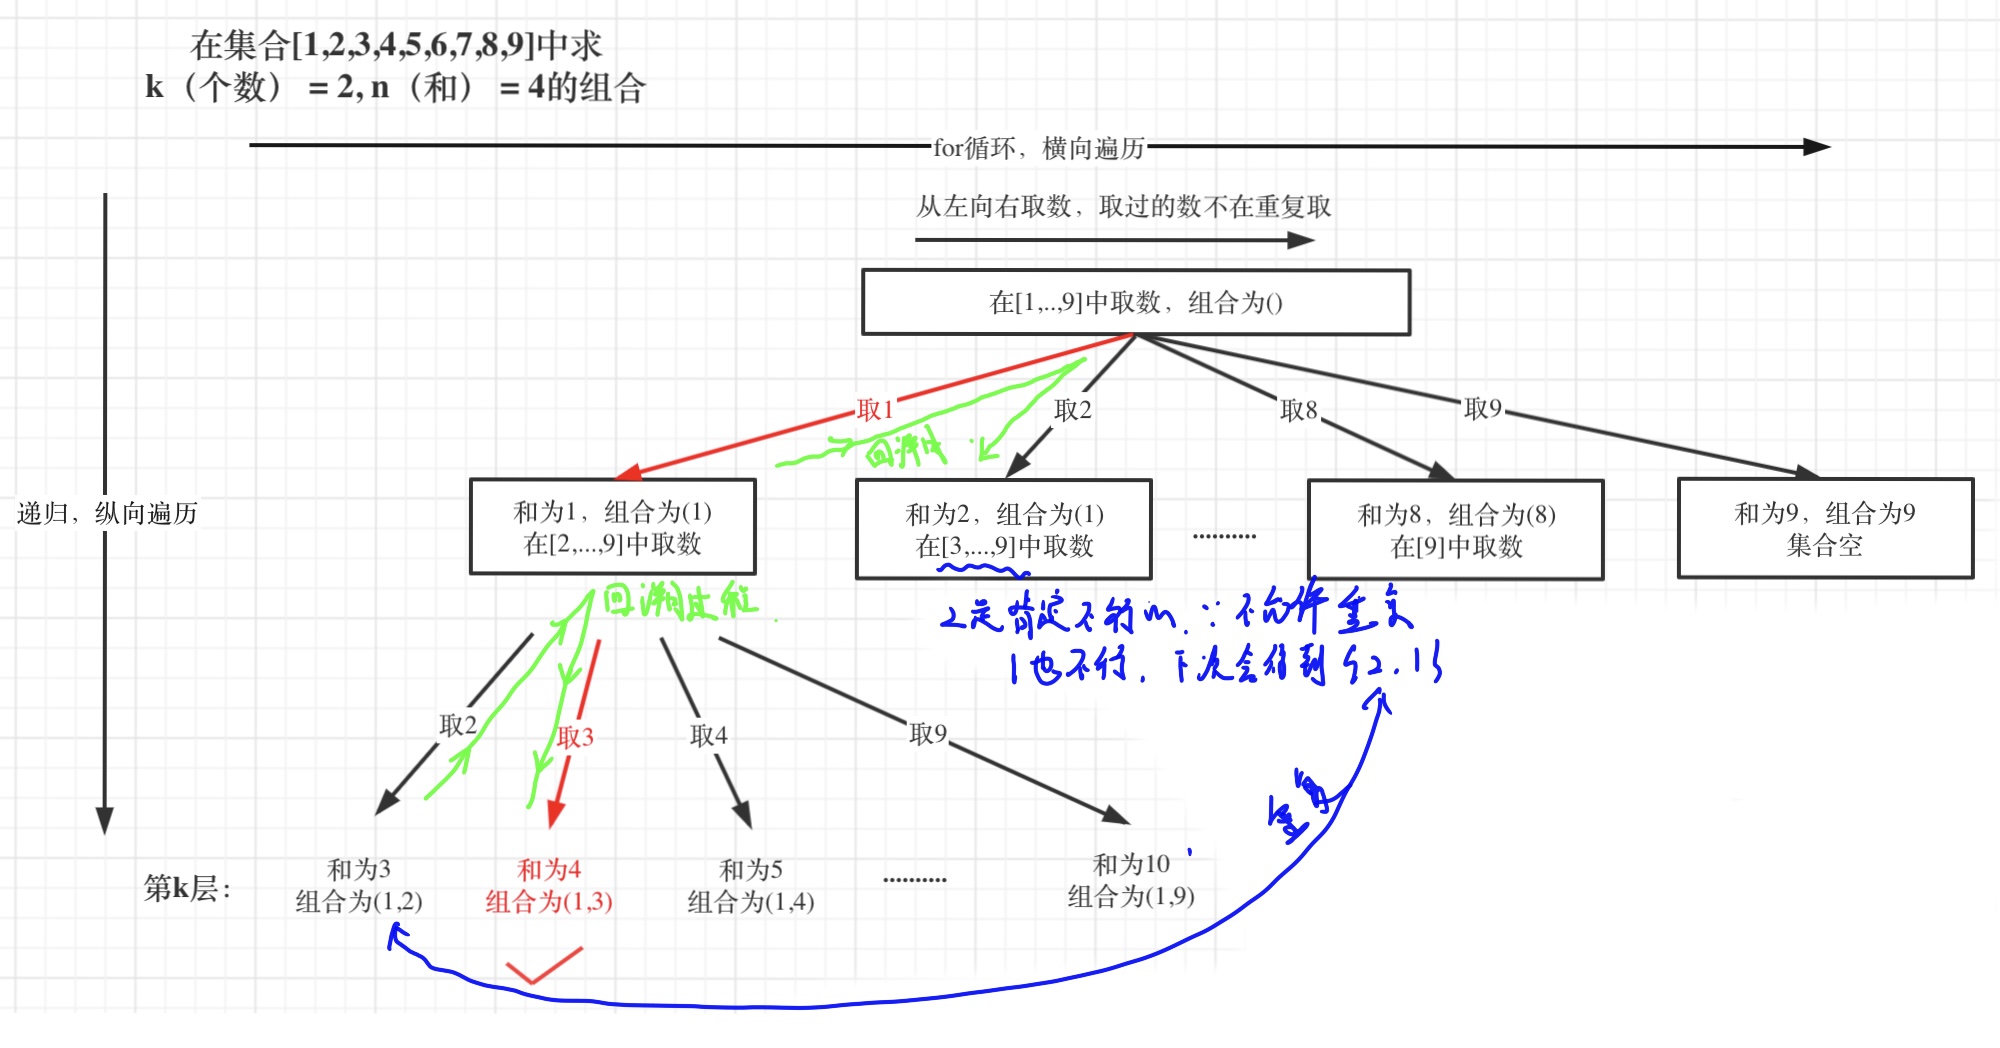 在集合[1,2,3,4,5,6,7,8,9]中求
k（个数）= 2, n（和）= 4的组合
for循环，横向遍历
从左向右取数，取过的数不在重复取
在[1,..,9]中取数，组合为()
取1
取2
取8
取9
回溯
递归，纵向遍历
和为1，组合为(1)
在[2,...,9]中取数
和为2，组合为(1)
在[3,...,9]中取数
..........
和为8，组合为(8)
在[9]中取数
和为9，组合为9
集合空
回溯过程
2是肯定不行的. ∵不允许重复
1也不行. 下次会得到{2.1}
取2
取3
取4
取9
重复
第k层：
和为3
组合为(1,2)
和为4
组合为(1,3)
和为5
组合为(1,4)
..........
和为10
组合为(1,9)